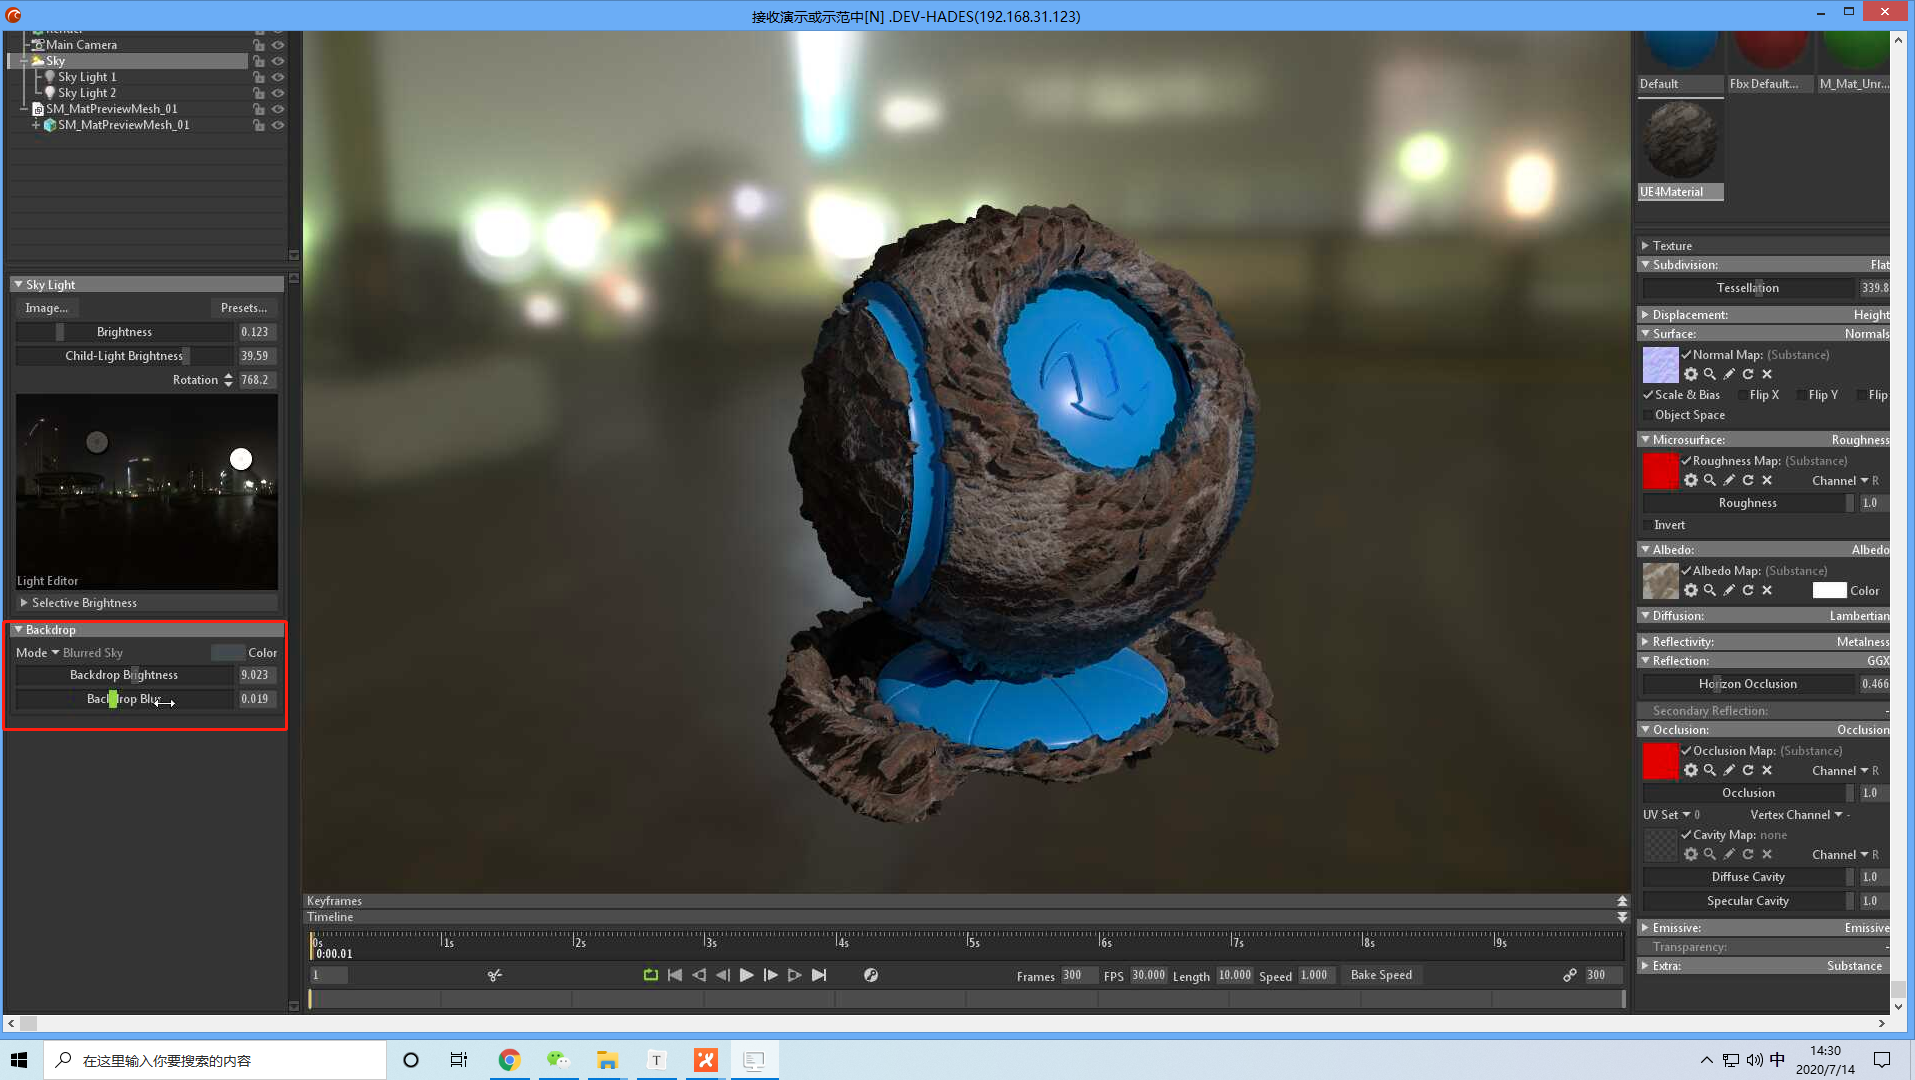 接收演示或示范中[N] .DEV-HADES(192.168.31.123)
Render
Main Camera
Sky
Sky Light 1
Sky Light 2
SM_MatPreviewMesh_01
SM_MatPreviewMesh_01
Sky Light
Image...
Presets...
Brightness 0.123
Child-Light Brightness 39.59
Rotation 768.2
Light Editor
Selective Brightness
Backdrop
Mode Blurred Sky Color
Backdrop Brightness 9.023
Backdrop Blur 0.019
Keyframes
Timeline
0s 1s 2s 3s 4s 5s 6s 7s 8s 9s
0:00.01
1
Frames 300 FPS 30.000 Length 10.000 Speed 1.000 Bake Speed 300
Default Fbx Default... M_Mat_Unr...
UE4Material
Texture
Subdivision: Flat
Tessellation 339.8
Displacement: Height
Surface: Normals
Normal Map: (Substance)
Scale & Bias Flip X Flip Y Flip
Object Space
Microsurface: Roughness
Roughness Map: (Substance)
Channel R
Roughness 1.0
Invert
Albedo: Albedo
Albedo Map: (Substance)
Color
Diffusion: Lambertian
Reflectivity: Metalness
Reflection: GGX
Horizon Occlusion 0.466
Secondary Reflection: -
Occlusion: Occlusion
Occlusion Map: (Substance)
Channel R
Occlusion 1.0
UV Set 0 Vertex Channel -
Cavity Map: none
Channel R
Diffuse Cavity 1.0
Specular Cavity 1.0
Emissive: Emissive
Transparency: -
Extra: Substance
在这里输入你要搜索的内容
T
中
14:30
2020/7/14